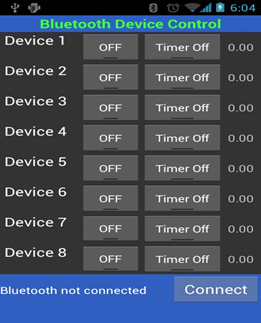 6:04
Bluetooth Device Control
Device 1 OFF Timer Off 0.00
Device 2 OFF Timer Off 0.00
Device 3 OFF Timer Off 0.00
Device 4 OFF Timer Off 0.00
Device 5 OFF Timer Off 0.00
Device 6 OFF Timer Off 0.00
Device 7 OFF Timer Off 0.00
Device 8 OFF Timer Off 0.00
Bluetooth not connected Connect